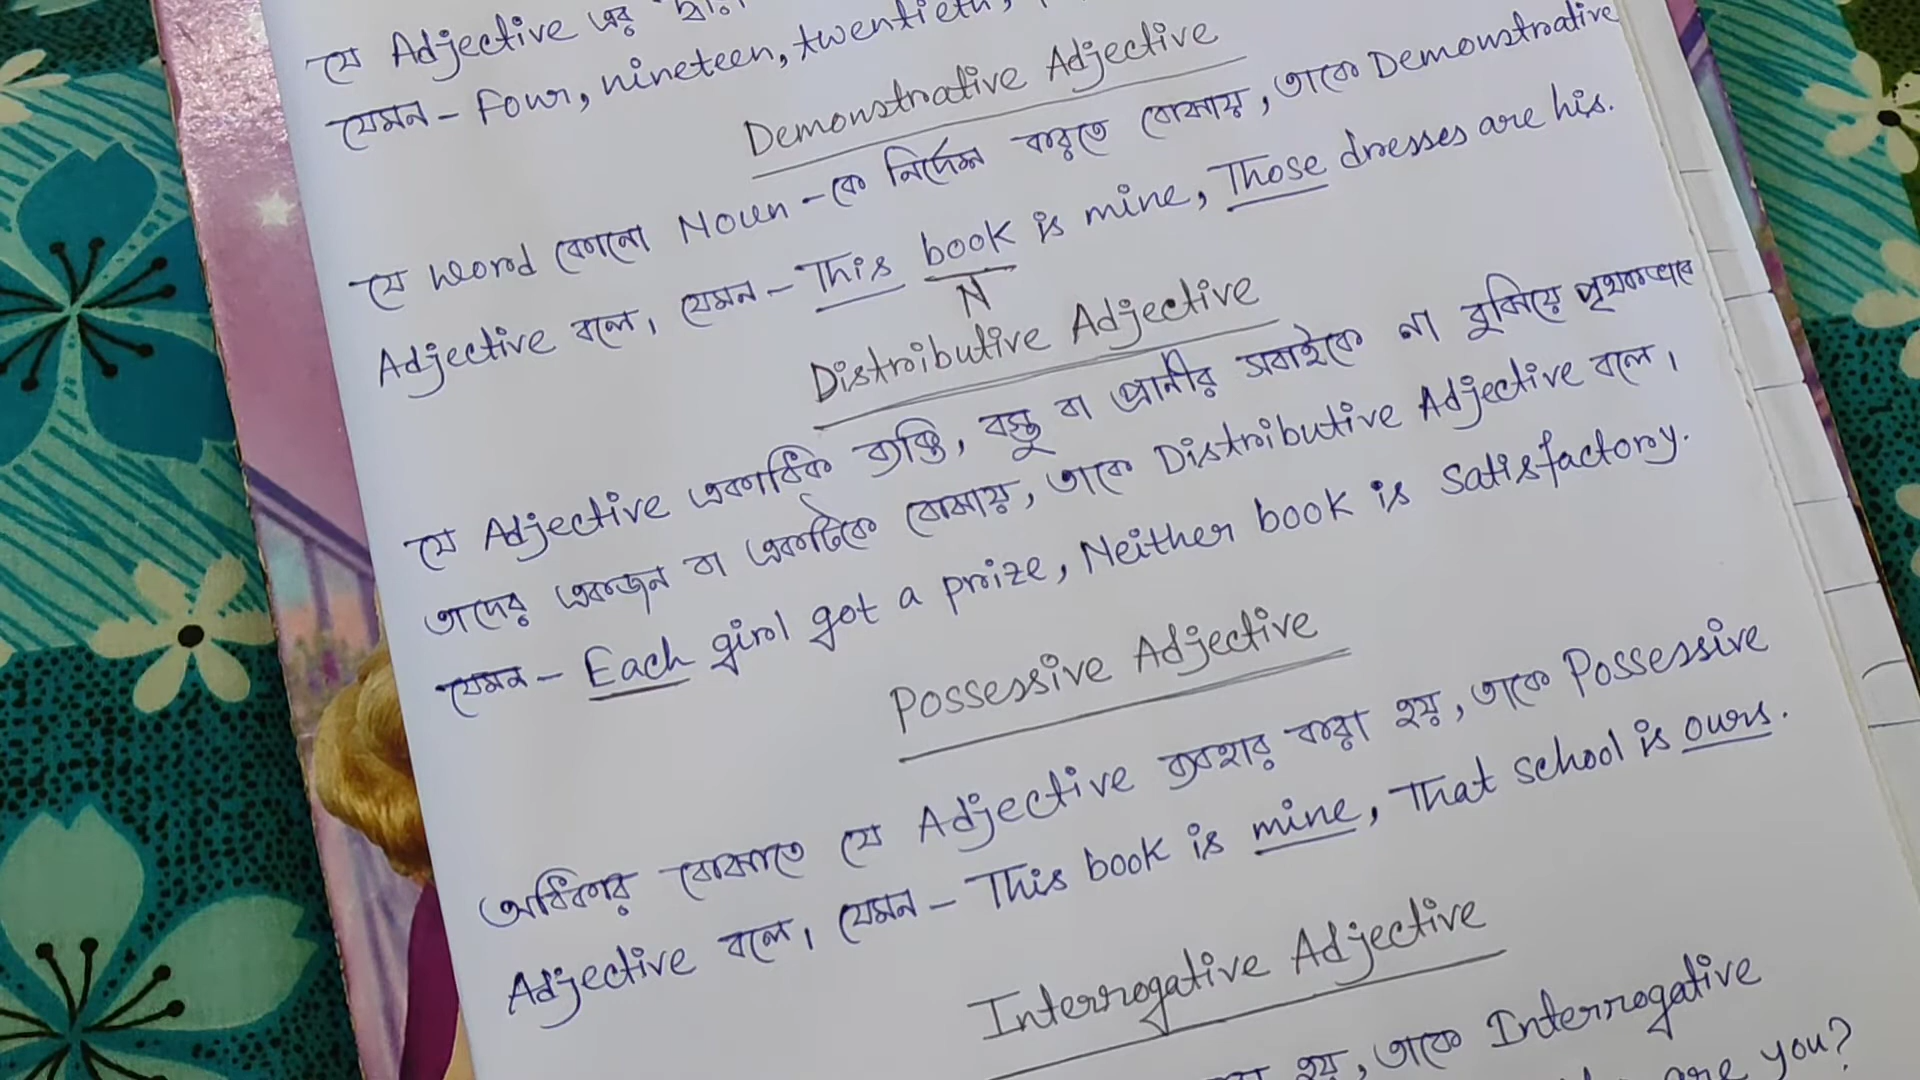 যে Adjective এর দ্বারা
যেমন - Four, nineteen, twentieth,
Demonstrative Adjective
যে word কোনো Noun-কে নির্দেশ করতে বোঝায়, তাকে Demonstrative
Adjective বলে। যেমন - This book is mine, Those dresses are his.
N
Distributive Adjective
যে Adjective একাধিক ব্যক্তি, বস্তু বা প্রানীর সবাইকে না বুঝিয়ে পৃথকভাবে
তাদের একজন বা একটিকে বোঝায়, তাকে Distributive Adjective বলে।
যেমন - Each girl got a prize, Neither book is satisfactory.
Possessive Adjective
অধিকার বোঝাতে যে Adjective ব্যবহার করা হয়, তাকে Possessive
Adjective বলে। যেমন - This book is mine, That school is ours.
Interrogative Adjective
হয়, তাকে Interrogative
are you?